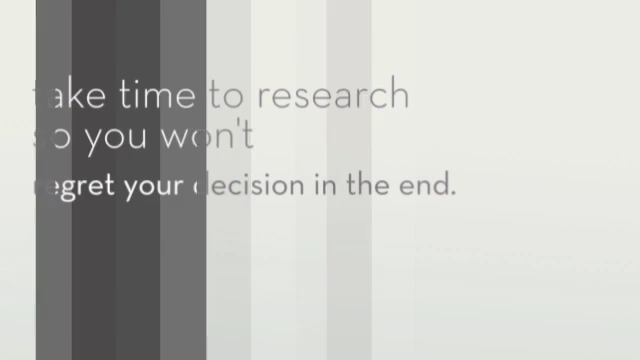 take time to research
so you won't
regret your decision in the end.